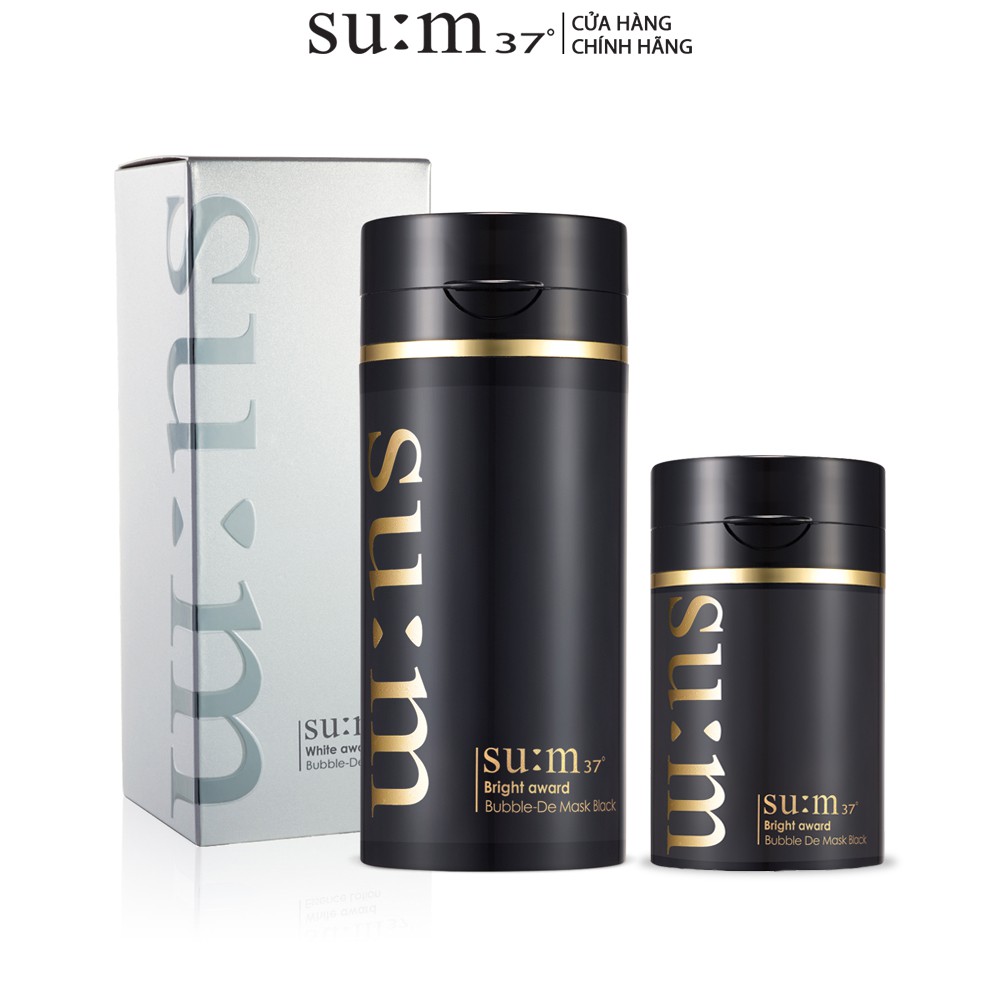 su:m 37°
CỬA HÀNG
CHÍNH HÃNG
su:m
su:m
White
Bubble-De
su:m
su:m 37°
Bright award
Bubble-De Mask Black
su:m
su:m 37°
Bright award
Bubble De Mask Black